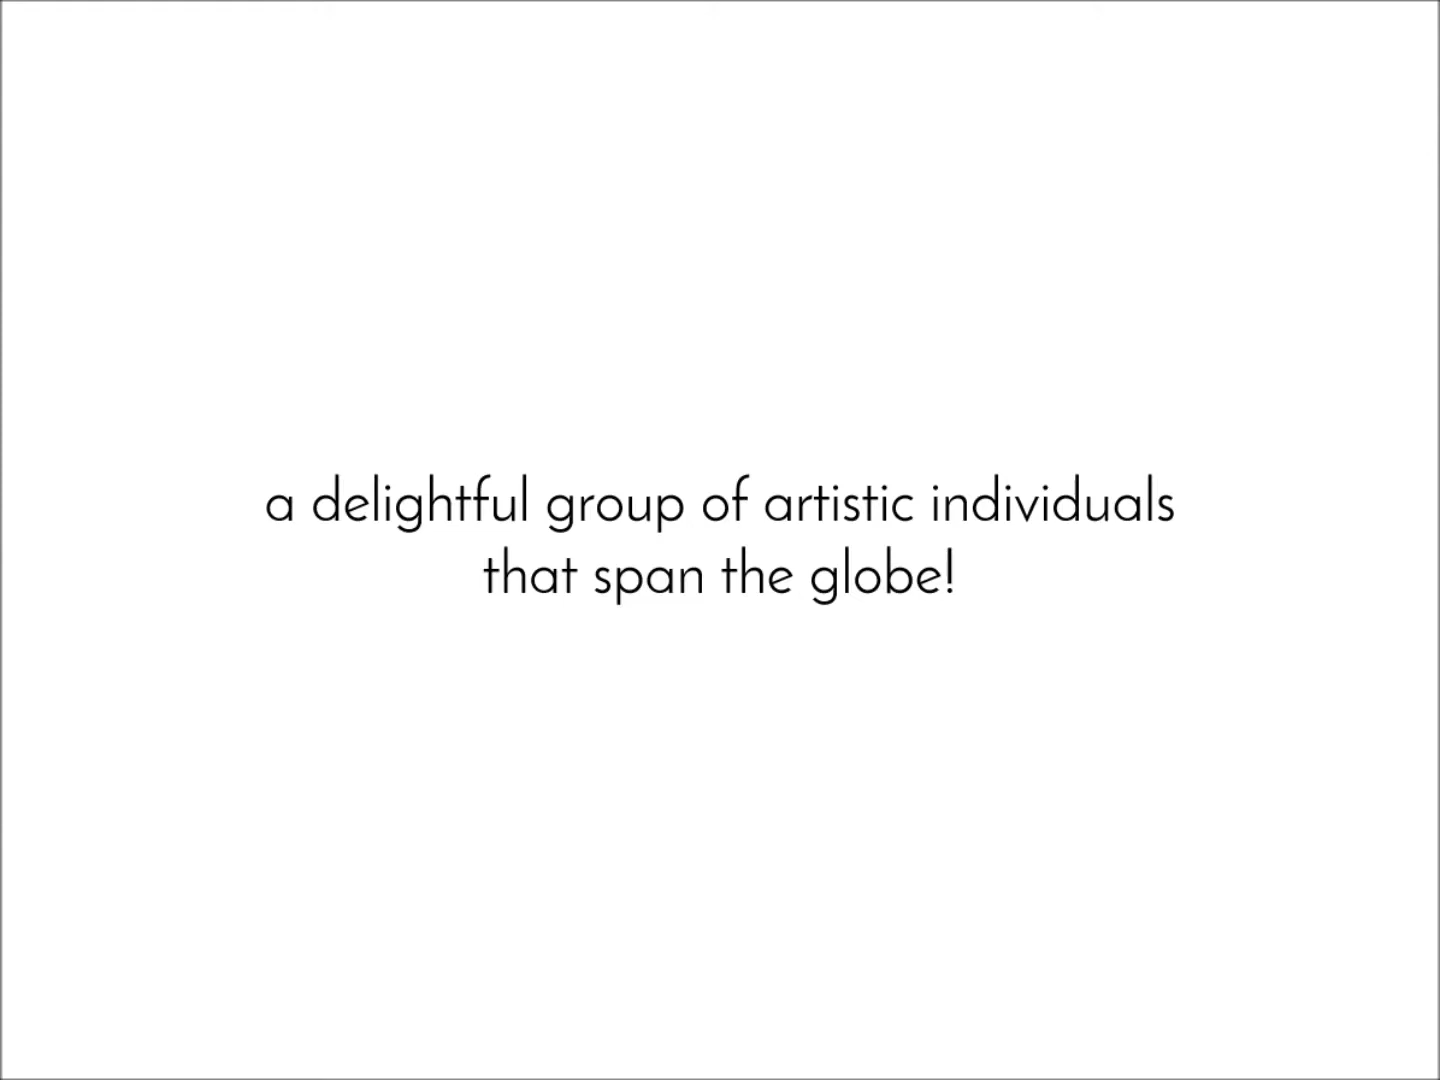 a delightful group of artistic individuals
that span the globe!